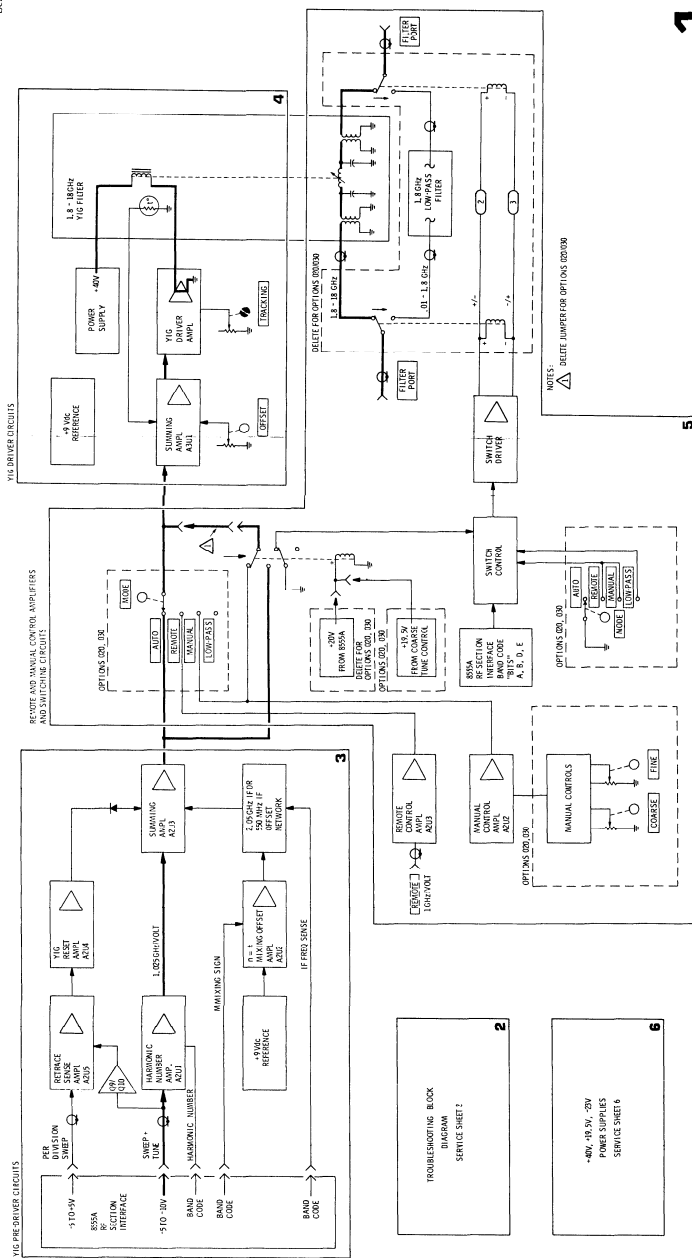 YIG PRE-DRIVER CIRCUITS
PER
DIVISION
SWEEP
-5 TO +5V
8555A
RF
SECTION
INTERFACE
-5 TO -10V
SWEEP +
TUNE
HARMONIC NUMBER
BAND
CODE
BAND
CODE
BAND
CODE
RETRACE
SENSE
AMPL
A2U5
YIG
RESET
AMPL
A2U4
Q9/
Q10
HARMONIC
NUMBER
AMP.
A2U1
1.025 GHz/VOLT
SUMMING
AMPL
A2U3
MIXING SIGN
MIXING OFFSET
AMPL
+9 Vdc
REFERENCE
2.05 GHz IF OR
550 MHz IF
OFFSET
NETWORK
IF FREQ SENSE
3
REMOTE AND MANUAL CONTROL AMPLIFIERS
AND SWITCHING CIRCUITS
OPTIONS 020, 030
AUTO
REMOTE
MANUAL
LOW-PASS
MODE
1
-20V
FROM 8555A
DELETE FOR
OPTIONS 020, 030
OPTIONS 020, 030
+19.5V
FROM COARSE
TUNE CONTROL
REMOTE
1 GHz/VOLT
REMOTE
CONTROL
AMPL
A2U3
MANUAL
CONTROL
AMPL
A2U2
OPTIONS 020, 030
MANUAL CONTROLS
COARSE
FINE
8555A
RF SECTION
INTERFACE
BAND CODE
"BITS"
A, B, D, E
SWITCH
CONTROL
SWITCH
DRIVER
OPTIONS 020, 030
AUTO
REMOTE
MANUAL
LOW-PASS
MODE
YIG DRIVER CIRCUITS
+9 Vdc
REFERENCE
SUMMING
AMPL
A3U1
OFFSET
POWER
SUPPLY
+40V
YIG
DRIVER
AMPL
TRACKING
1.8 - 18 GHz
YIG FILTER
t°
4
DELETE FOR OPTIONS 020/030
FILTER
PORT
1.8 - 18 GHz
.01 - 1.8 GHz
1.8 GHz
LOW-PASS
FILTER
FILTER
PORT
+/-
-/+
2
3
NOTES:
1 DELETE JUMPER FOR OPTIONS 020/030
5
TROUBLESHOOTING BLOCK
DIAGRAM
SERVICE SHEET 2
2
+40V, +19.5V, -23V
POWER SUPPLIES
SERVICE SHEET 6
6
1